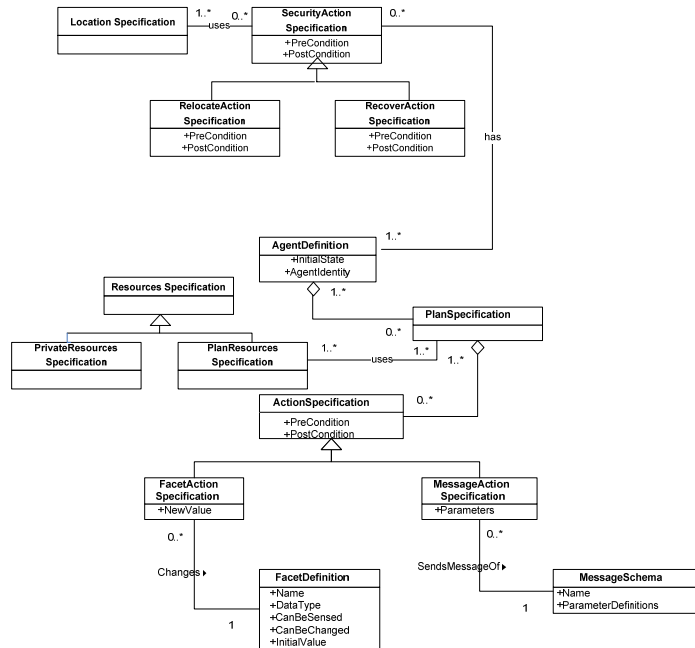 Location Specification
1..*
uses
0..*
SecurityAction
Specification
+PreCondition
+PostCondition
0..*
RelocateAction
Specification
+PreCondition
+PostCondition
RecoverAction
Specification
+PreCondition
+PostCondition
has
1..*
AgentDefinition
+InitialState
+AgentIdentity
1..*
Resources Specification
PlanSpecification
0..*
PrivateResources
Specification
PlanResources
Specification
1..*
uses
1..*
1..*
ActionSpecification
+PreCondition
+PostCondition
0..*
FacetAction
Specification
+NewValue
MessageAction
Specification
+Parameters
0..*
0..*
Changes
SendsMessageOf
FacetDefinition
+Name
+DataType
+CanBeSensed
+CanBeChanged
+InitialValue
1
MessageSchema
+Name
+ParameterDefinitions
1